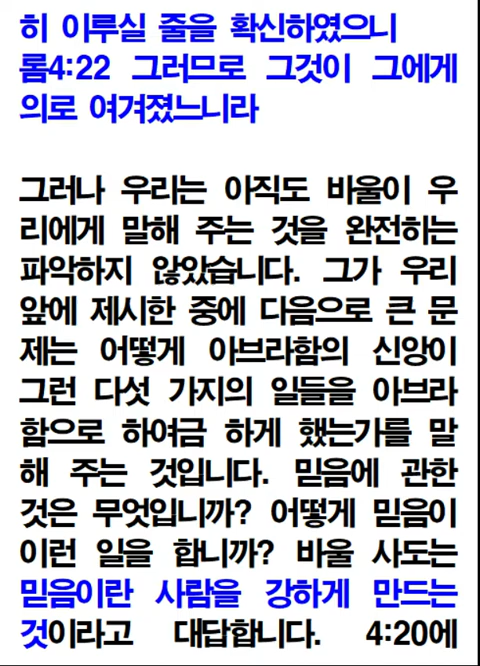 히 이루실 줄을 확신하였으니
롬4:22 그러므로 그것이 그에게
의로 여겨졌느니라
그러나 우리는 아직도 바울이 우
리에게 말해 주는 것을 완전히는
파악하지 않았습니다. 그가 우리
앞에 제시한 중에 다음으로 큰 문
제는 어떻게 아브라함의 신앙이
그런 다섯 가지의 일들을 아브라
함으로 하여금 하게 했는가를 말
해 주는 것입니다. 믿음에 관한
것은 무엇입니까? 어떻게 믿음이
이런 일을 합니까? 바울 사도는
믿음이란 사람을 강하게 만드는
것이라고 대답합니다. 4:20에